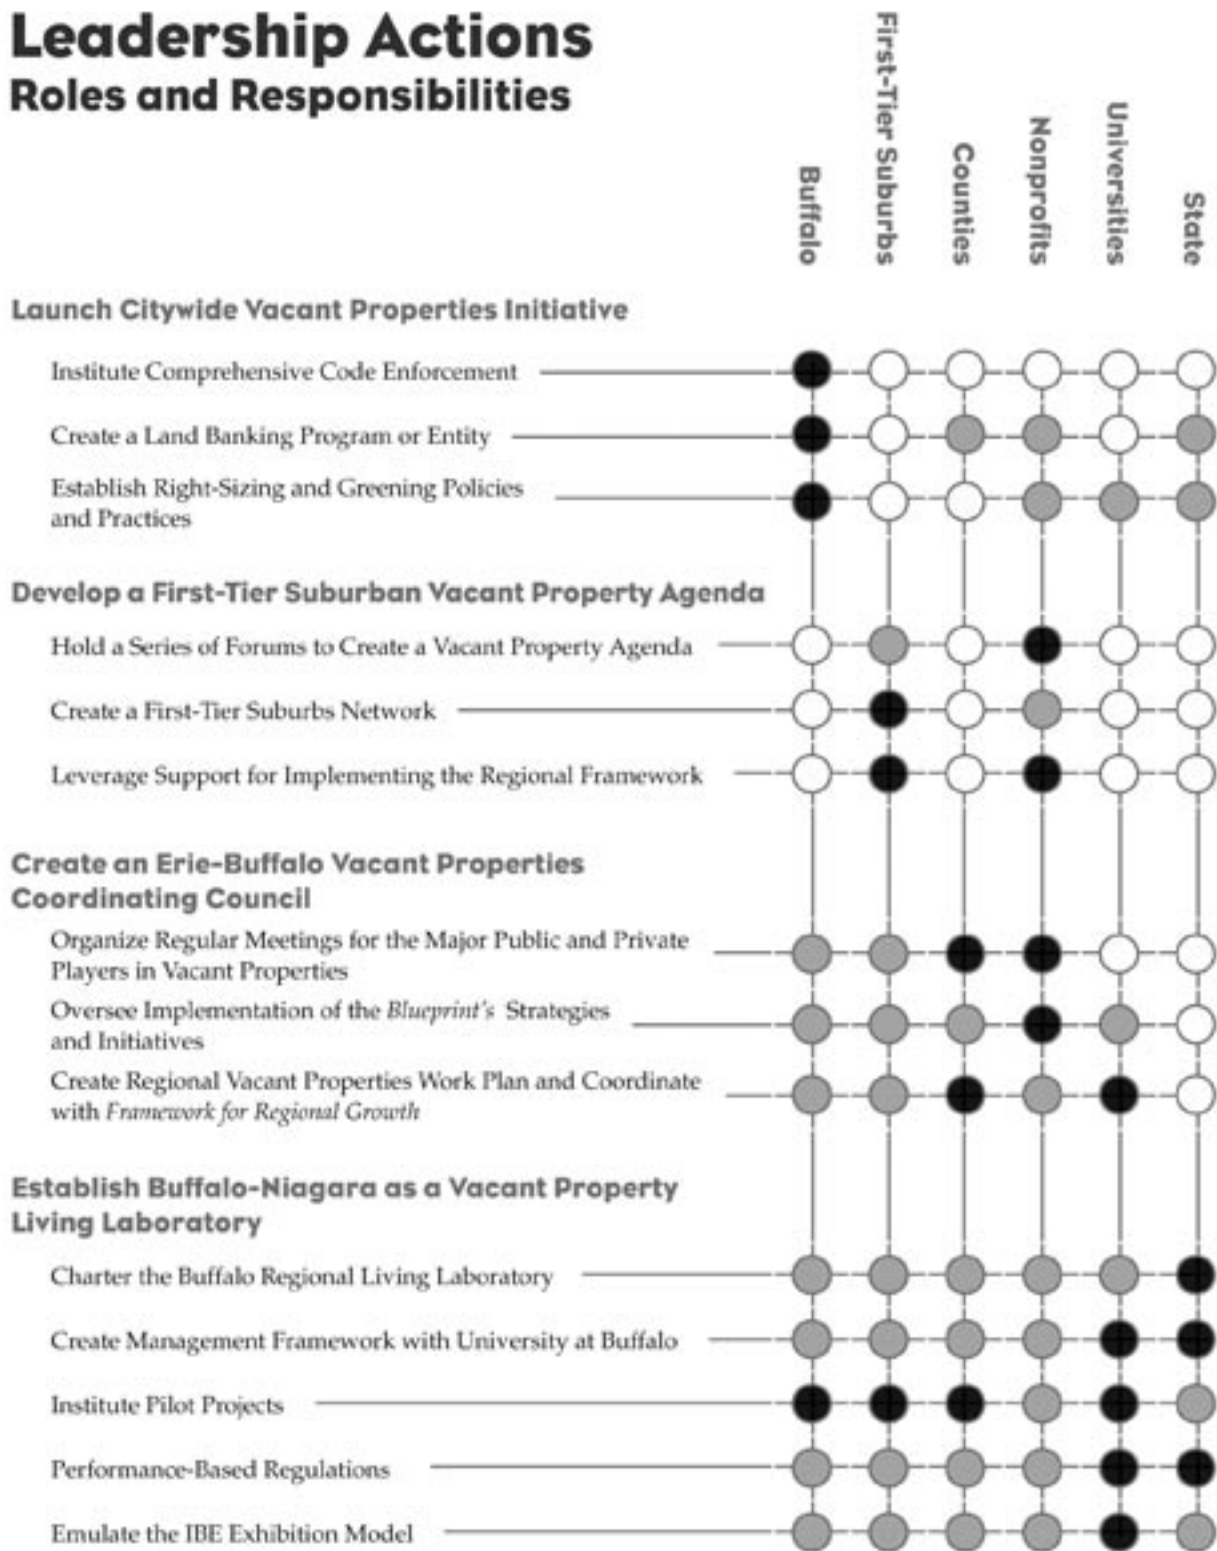 Leadership Actions
Roles and Responsibilities
Buffalo
First-Tier Suburbs
Counties
Nonprofits
Universities
State
Launch Citywide Vacant Properties Initiative
Institute Comprehensive Code Enforcement
Create a Land Banking Program or Entity
Establish Right-Sizing and Greening Policies
and Practices
Develop a First-Tier Suburban Vacant Property Agenda
Hold a Series of Forums to Create a Vacant Property Agenda
Create a First-Tier Suburbs Network
Leverage Support for Implementing the Regional Framework
Create an Erie-Buffalo Vacant Properties
Coordinating Council
Organize Regular Meetings for the Major Public and Private
Players in Vacant Properties
Oversee Implementation of the Blueprint's Strategies
and Initiatives
Create Regional Vacant Properties Work Plan and Coordinate
with Framework for Regional Growth
Establish Buffalo-Niagara as a Vacant Property
Living Laboratory
Charter the Buffalo Regional Living Laboratory
Create Management Framework with University at Buffalo
Institute Pilot Projects
Performance-Based Regulations
Emulate the IBE Exhibition Model